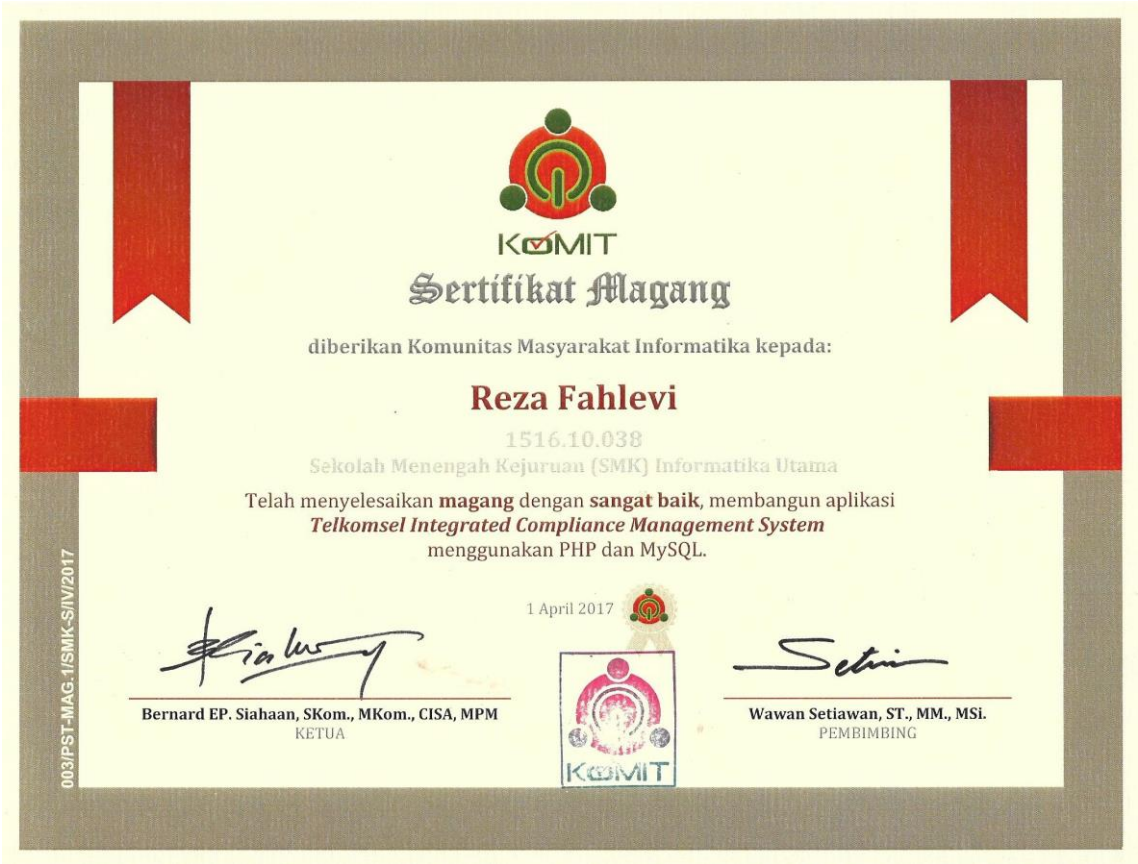 KOMIT
Sertifikat Magang
diberikan Komunitas Masyarakat Informatika kepada:
Reza Fahlevi
1516.10.038
Sekolah Menengah Kejuruan (SMK) Informatika Utama
Telah menyelesaikan magang dengan sangat baik, membangun aplikasi
Telkomsel Integrated Compliance Management System
menggunakan PHP dan MySQL.
1 April 2017
Bernard EP. Siahaan, SKom., MKom., CISA, MPM
KETUA
Wawan Setiawan, ST., MM., MSi.
PEMBIMBING
KOMIT
003/PST-MAG.1/SMK-S/IV/2017